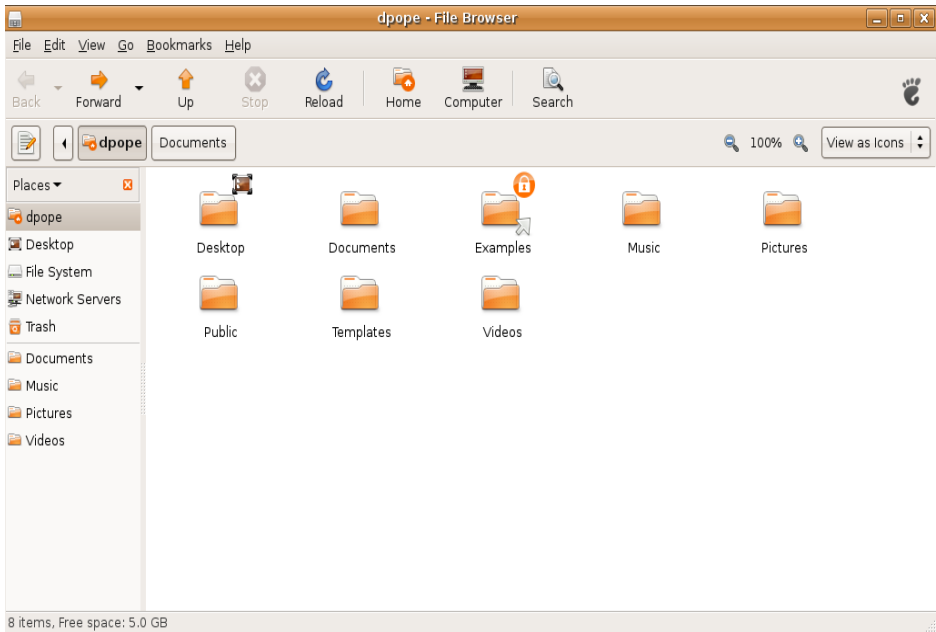 dpope - File Browser
File Edit View Go Bookmarks Help
Back Forward Up Stop Reload Home Computer Search
dpope Documents 100% View as Icons
Places
dpope
Desktop
File System
Network Servers
Trash
Documents
Music
Pictures
Videos
Desktop Documents Examples Music Pictures
Public Templates Videos
8 items, Free space: 5.0 GB